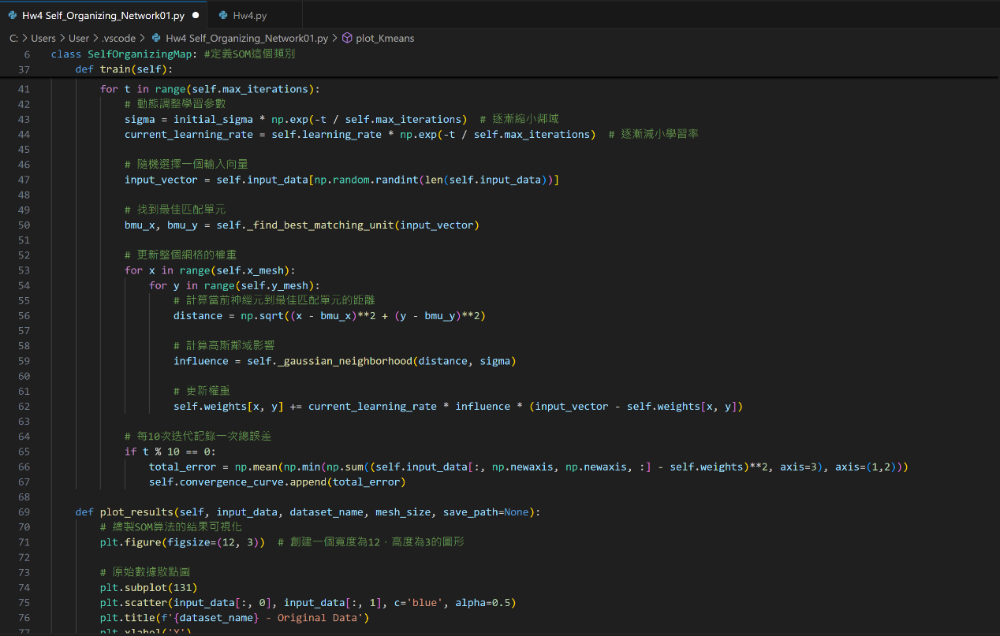 Hw4 Self_Organizing_Network01.py ● Hw4.py
C: > Users > User > .vscode > Hw4 Self_Organizing_Network01.py > plot_Kmeans
6 class SelfOrganizingMap: #定義SOM這個類別
37 def train(self):
41 for t in range(self.max_iterations):
42 # 動態調整學習參數
43 sigma = initial_sigma * np.exp(-t / self.max_iterations) # 逐漸縮小鄰域
44 current_learning_rate = self.learning_rate * np.exp(-t / self.max_iterations) # 逐漸減小學習率
45
46 # 隨機選擇一個輸入向量
47 input_vector = self.input_data[np.random.randint(len(self.input_data))]
48
49 # 找到最佳匹配單元
50 bmu_x, bmu_y = self._find_best_matching_unit(input_vector)
51
52 # 更新整個網格的權重
53 for x in range(self.x_mesh):
54 for y in range(self.y_mesh):
55 # 計算當前神經元到最佳匹配單元的距離
56 distance = np.sqrt((x - bmu_x)**2 + (y - bmu_y)**2)
57
58 # 計算高斯鄰域影響
59 influence = self._gaussian_neighborhood(distance, sigma)
60
61 # 更新權重
62 self.weights[x, y] += current_learning_rate * influence * (input_vector - self.weights[x, y])
63
64 # 每10次迭代記錄一次總誤差
65 if t % 10 == 0:
66 total_error = np.mean(np.min(np.sum((self.input_data[:, np.newaxis, np.newaxis, :] - self.weights)**2, axis=3), axis=(1,2)))
67 self.convergence_curve.append(total_error)
68
69 def plot_results(self, input_data, dataset_name, mesh_size, save_path=None):
70 # 繪製SOM算法的結果可視化
71 plt.figure(figsize=(12, 3)) # 創建一個寬度為12，高度為3的圖形
72
73 # 原始數據散點圖
74 plt.subplot(131)
75 plt.scatter(input_data[:, 0], input_data[:, 1], c='blue', alpha=0.5)
76 plt.title(f'{dataset_name} - Original Data')
77 plt.xlabel('X')